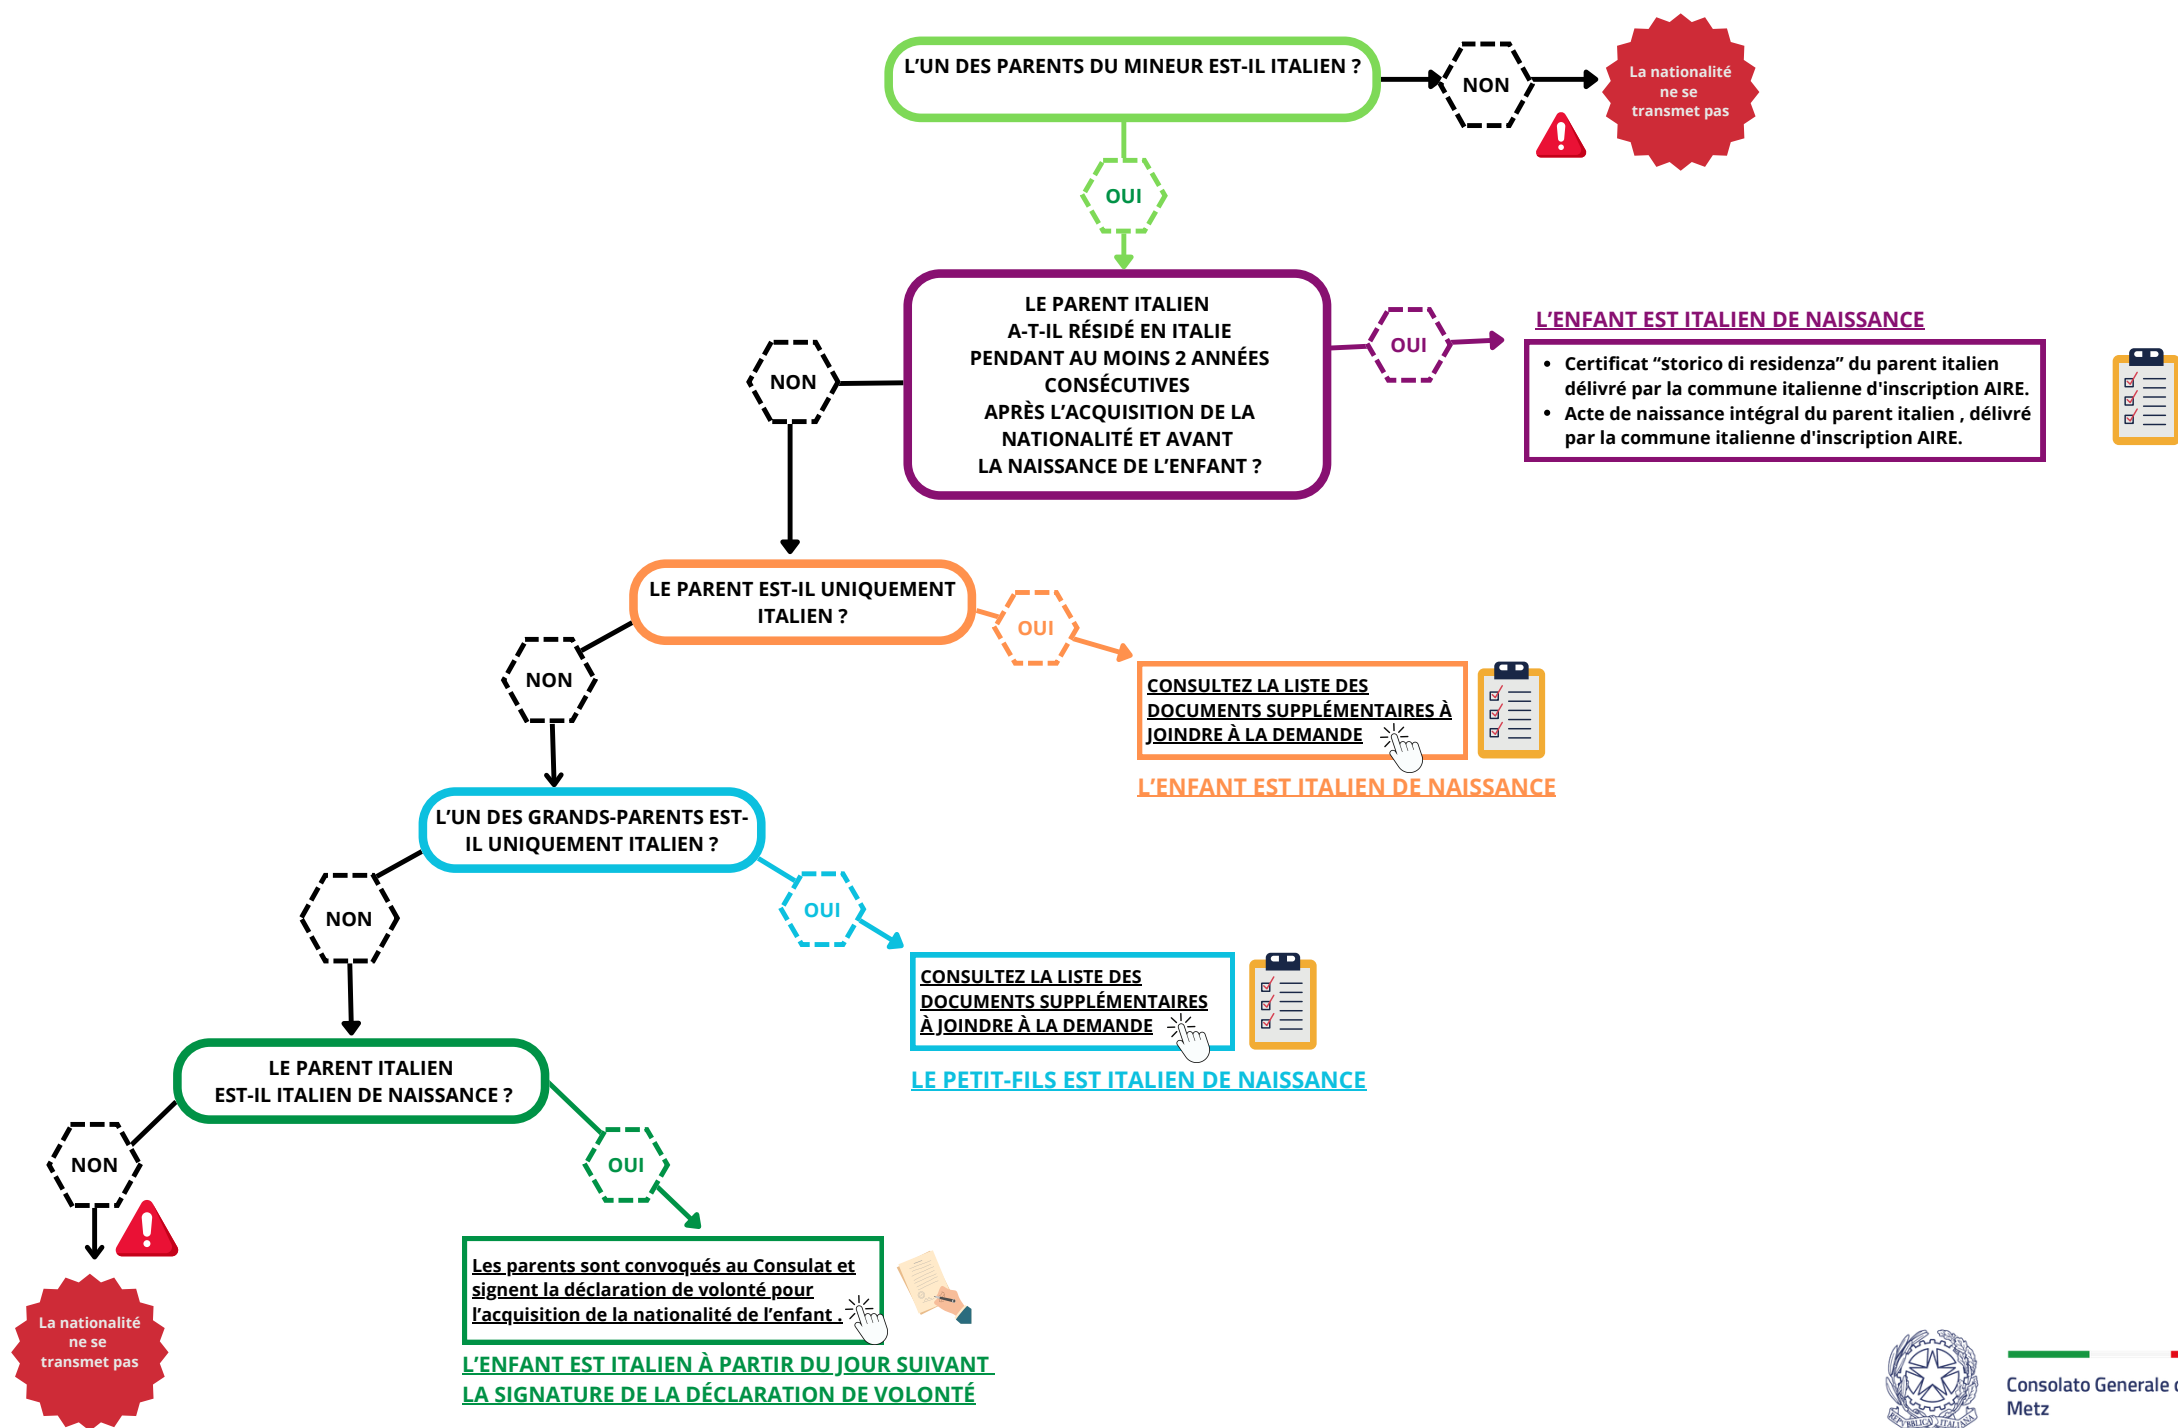 L'UN DES PARENTS DU MINEUR EST-IL ITALIEN ?
NON
La nationalité
ne se
transmet pas
OUI
LE PARENT ITALIEN
A-T-IL RÉSIDÉ EN ITALIE
PENDANT AU MOINS 2 ANNÉES
CONSÉCUTIVES
APRÈS L'ACQUISITION DE LA
NATIONALITÉ ET AVANT
LA NAISSANCE DE L'ENFANT ?
OUI
L'ENFANT EST ITALIEN DE NAISSANCE
• Certificat “storico di residenza” du parent italien
délivré par la commune italienne d'inscription AIRE.
• Acte de naissance intégral du parent italien , délivré
par la commune italienne d'inscription AIRE.
NON
LE PARENT EST-IL UNIQUEMENT
ITALIEN ?
OUI
CONSULTEZ LA LISTE DES
DOCUMENTS SUPPLÉMENTAIRES À
JOINDRE À LA DEMANDE
L'ENFANT EST ITALIEN DE NAISSANCE
NON
L'UN DES GRANDS-PARENTS EST-
IL UNIQUEMENT ITALIEN ?
OUI
CONSULTEZ LA LISTE DES
DOCUMENTS SUPPLÉMENTAIRES
À JOINDRE À LA DEMANDE
LE PETIT-FILS EST ITALIEN DE NAISSANCE
NON
LE PARENT ITALIEN
EST-IL ITALIEN DE NAISSANCE ?
OUI
Les parents sont convoqués au Consulat et
signent la déclaration de volonté pour
l'acquisition de la nationalité de l'enfant .
L'ENFANT EST ITALIEN À PARTIR DU JOUR SUIVANT
LA SIGNATURE DE LA DÉCLARATION DE VOLONTÉ
NON
La nationalité
ne se
transmet pas
REPVBBLICA ITALIANA
Consolato Generale
Metz